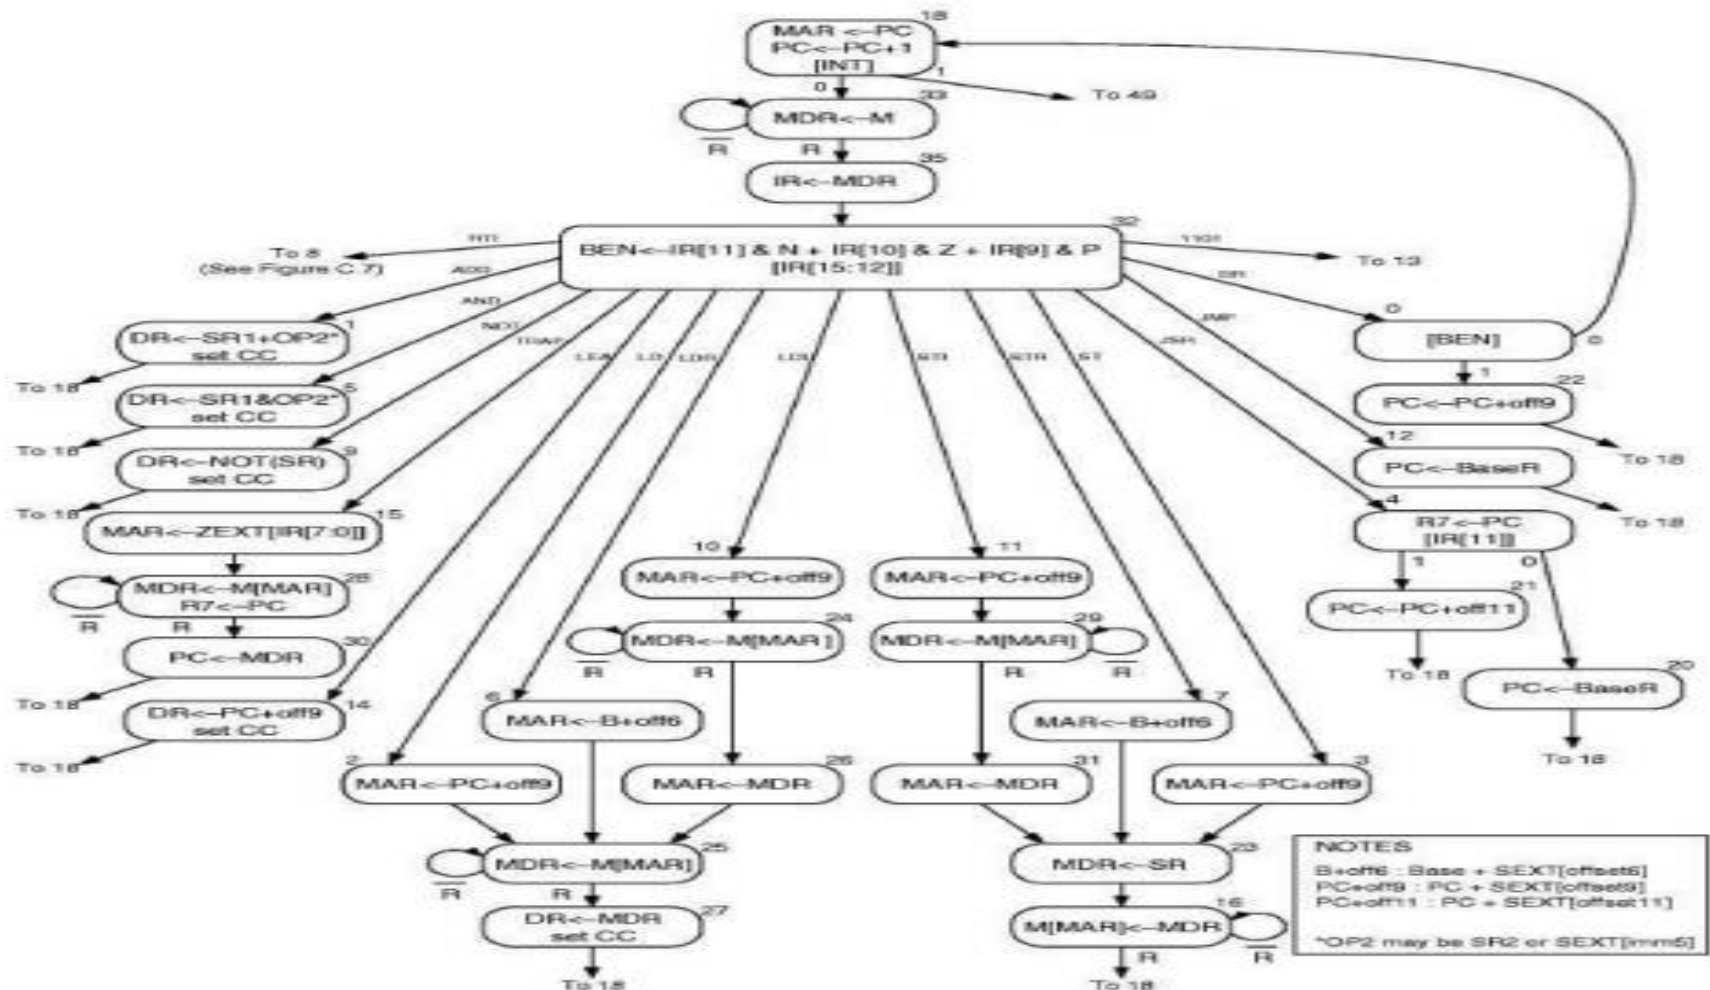 18
MAR <–PC
PC<–PC+1
[INT]
1
To 49
0
33
MDR<–M
R
R
35
IR<–MDR
32
BEN<–IR[11] & N + IR[10] & Z + IR[9] & P
[IR[15:12]]
RTI
To 8
(See Figure C.7)
ADD
AND
NOT
TRAP
LEA
LD
LDR
LDI
STR
ST
JSR
JMP
BR
1101
To 13
1
DR<–SR1+OP2*
set CC
To 18
5
DR<–SR1&OP2*
set CC
To 18
9
DR<–NOT(SR)
set CC
To 18
15
MAR<–ZEXT[IR[7:0]]
28
MDR<–M[MAR]
R7<–PC
R
R
30
PC<–MDR
To 18
14
DR<–PC+off9
set CC
To 18
0
[BEN]
0
1
22
PC<–PC+off9
To 18
12
PC<–BaseR
To 18
4
R7<–PC
[IR[11]]
1
0
21
PC<–PC+off11
To 18
20
PC<–BaseR
To 18
10
MAR<–PC+off9
24
MDR<–M[MAR]
R
R
11
MAR<–PC+off9
29
MDR<–M[MAR]
R
R
6
MAR<–B+off6
7
MAR<–B+off6
2
MAR<–PC+off9
26
MAR<–MDR
31
MAR<–MDR
3
MAR<–PC+off9
25
MDR<–M[MAR]
R
R
27
DR<–MDR
set CC
To 18
23
MDR<–SR
16
M[MAR]<–MDR
R
R
To 18
NOTES
B+off6 : Base + SEXT[offset6]
PC+off9 : PC + SEXT[offset9]
PC+off11 : PC + SEXT[offset11]
*OP2 may be SR2 or SEXT[imm5]